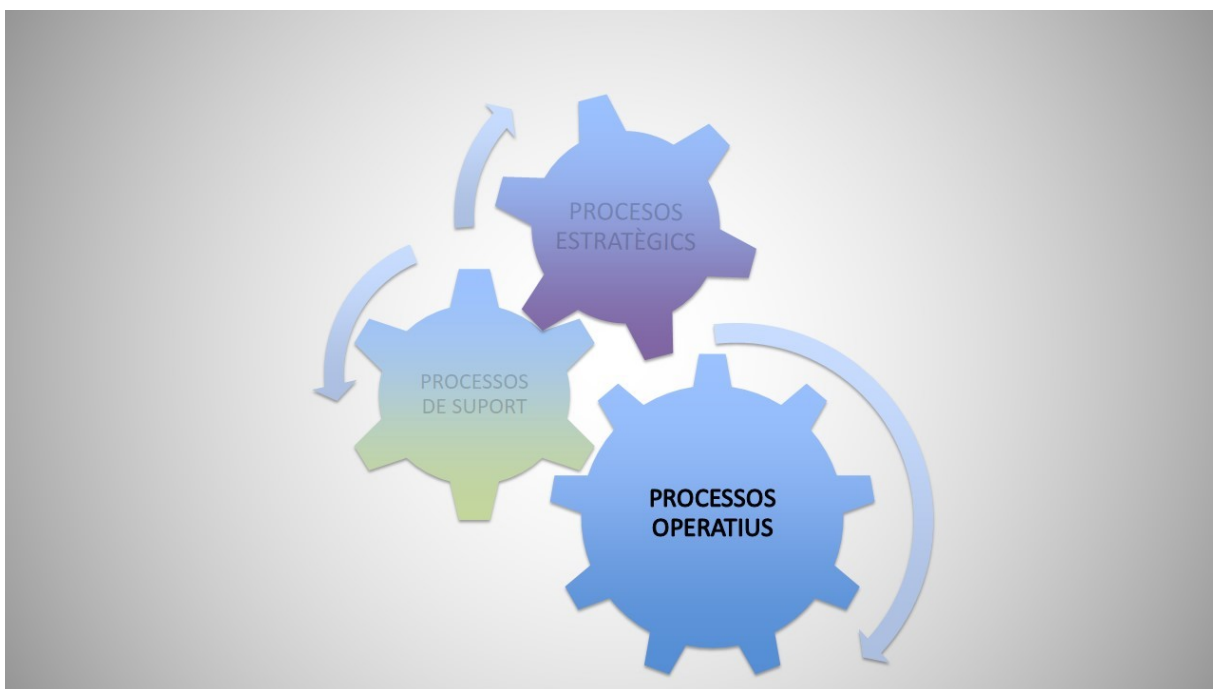 PROCESOS
ESTRATÈGICS
PROCESSOS
DE SUPORT
PROCESSOS
OPERATIUS